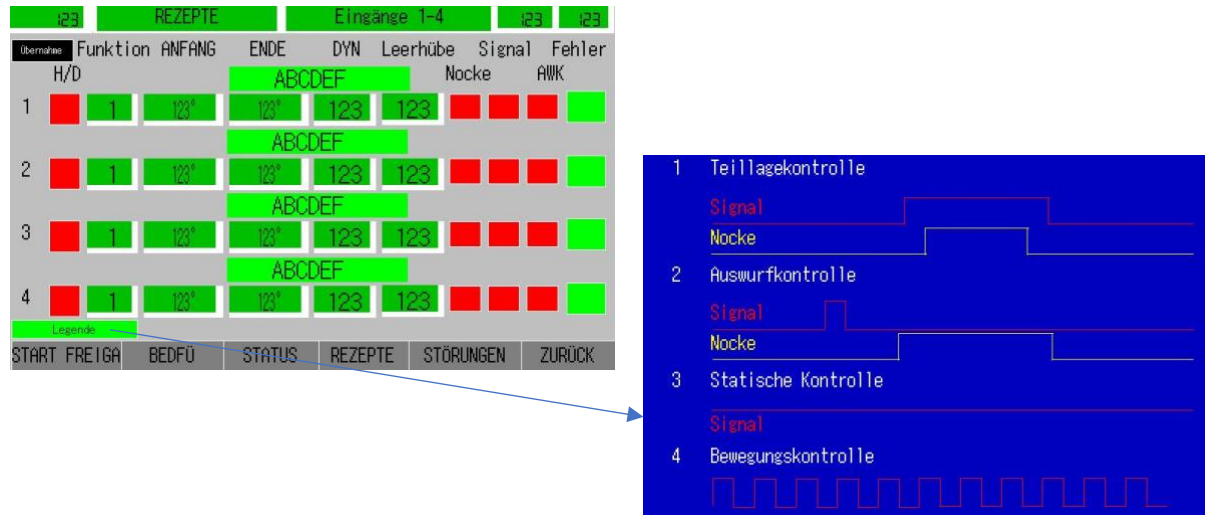 123 REZEPTE Eingänge 1-4 123 123
Übernahme Funktion ANFANG ENDE DYN Leerhübe Signal Fehler
H/D Nocke AWK
ABCDEF
1 1 123° 123° 123 123
ABCDEF
2 1 123° 123° 123 123
ABCDEF
3 1 123° 123° 123 123
ABCDEF
4 1 123° 123° 123 123
Legende
START FREIGA BEDFÜ STATUS REZEPTE STÖRUNGEN ZURÜCK
1 Teillagekontrolle
Signal
Nocke
2 Auswurfkontrolle
Signal
Nocke
3 Statische Kontrolle
Signal
4 Bewegungskontrolle